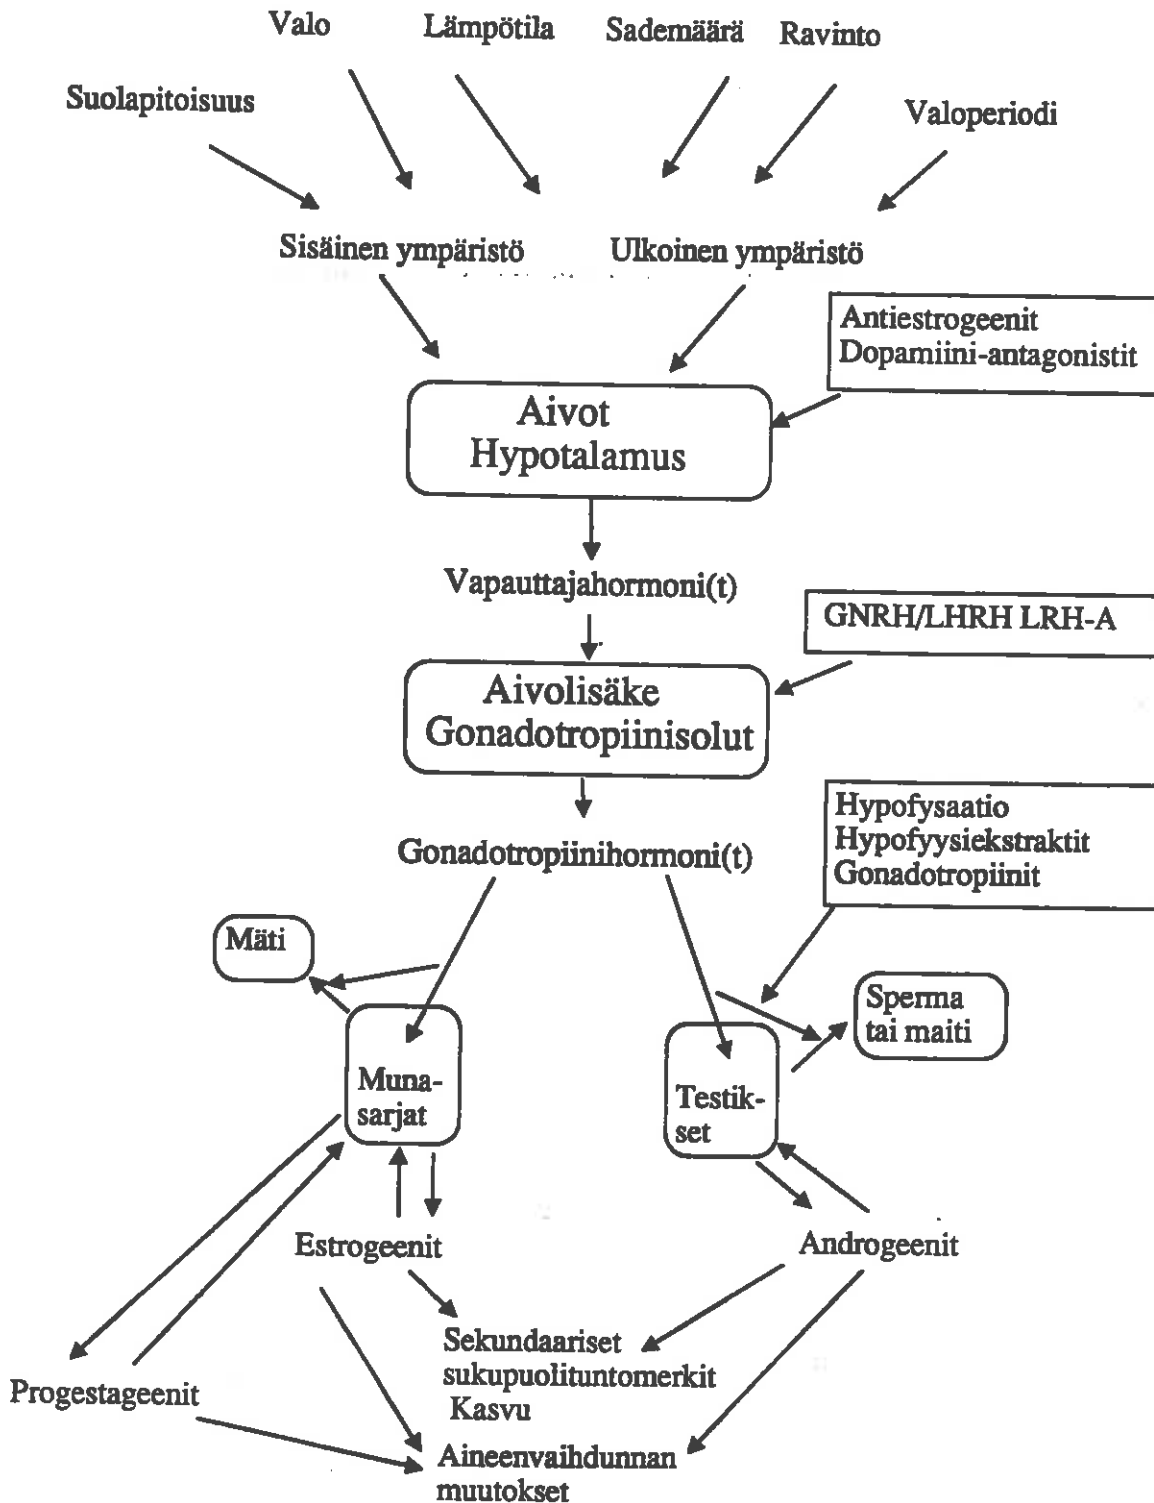 Valo
Lämpötila
Sademäärä
Ravinto
Suolapitoisuus
Valoperiodi
Sisäinen ympäristö
Ulkoinen ympäristö
Antiestrogeenit
Dopamiini-antagonistit
Aivot
Hypotalamus
Vapauttajahormoni(t)
GNRH/LHRH LRH-A
Aivolisäke
Gonadotropiinisolut
Hypofysaatio
Hypofyysiekstraktit
Gonadotropiinit
Gonadotropiinihormoni(t)
Mäti
Sperma
tai maiti
Muna-
sarjat
Testik-
set
Estrogeenit
Androgeenit
Sekundaariset
sukupuolituntomerkit
Kasvu
Progestageenit
Aineenvaihdunnan
muutokset